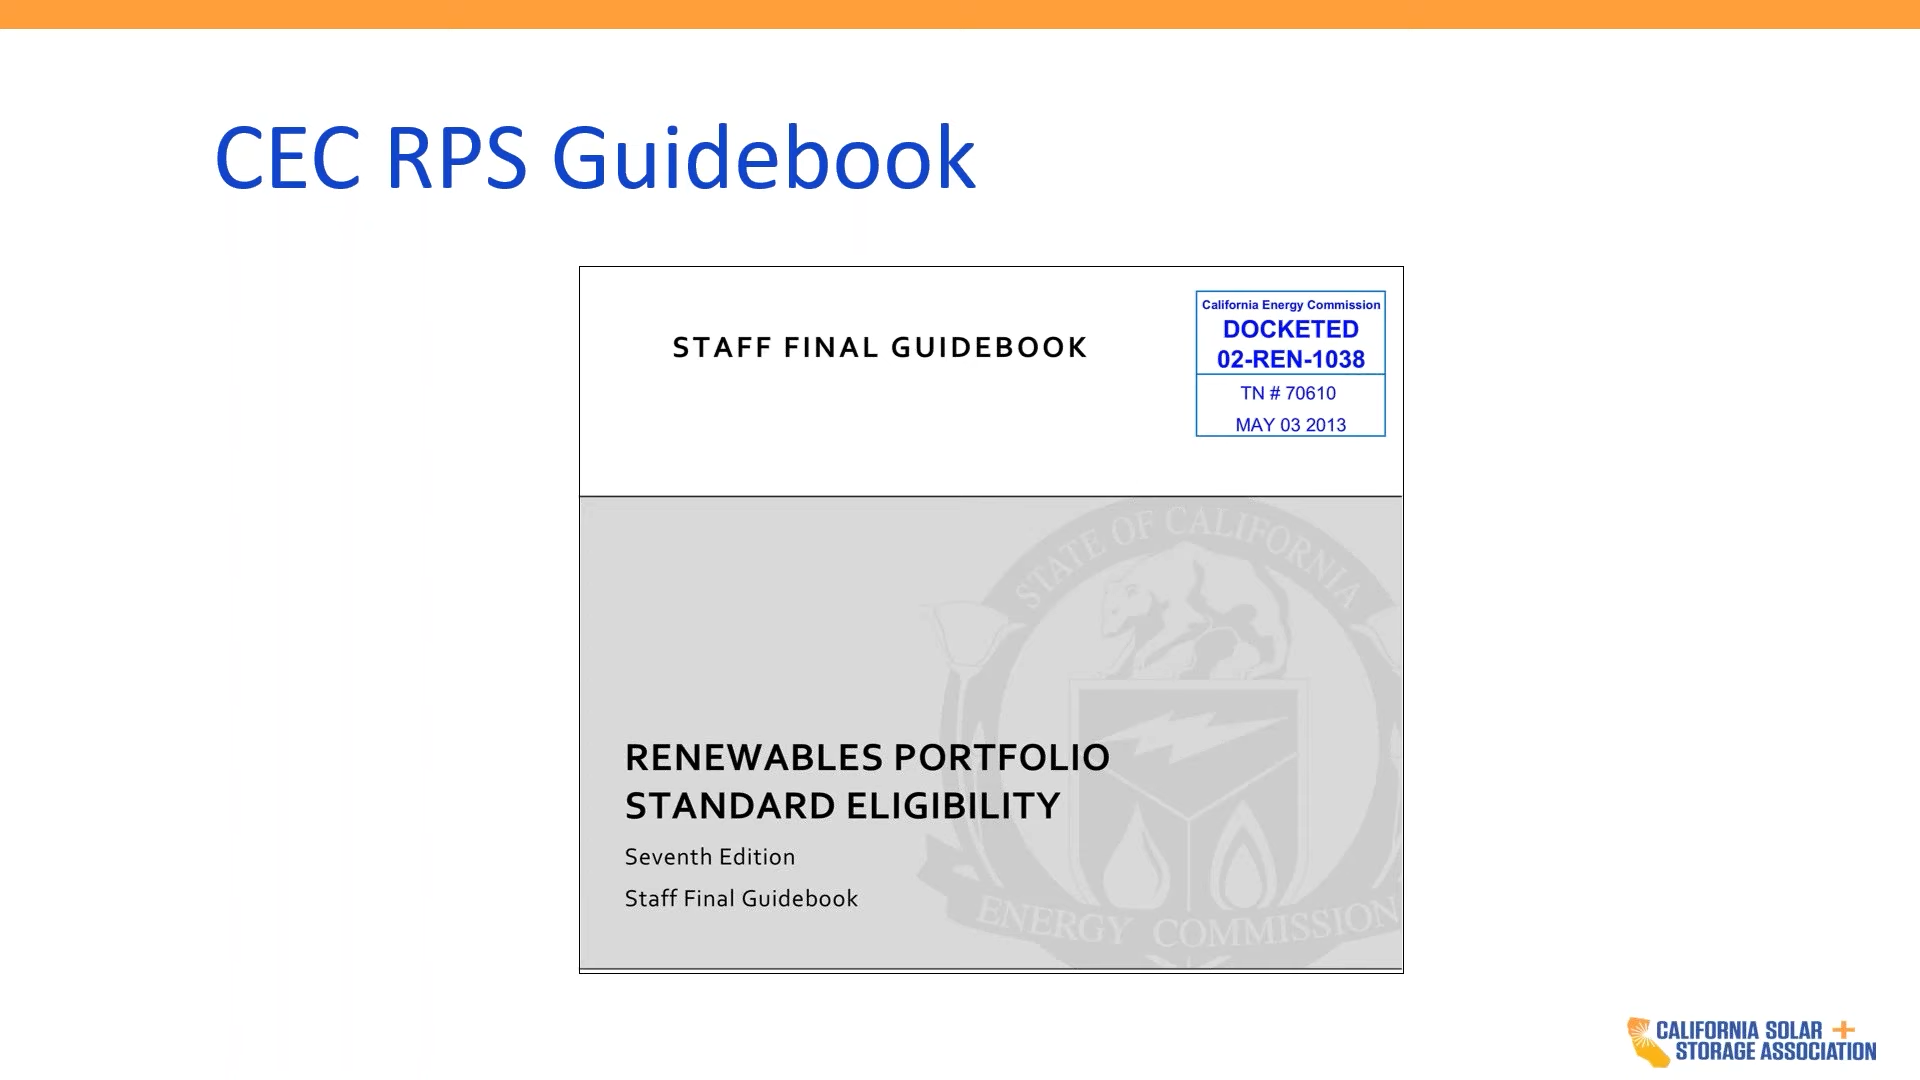 CEC RPS Guidebook
STAFF FINAL GUIDEBOOK
California Energy Commission
DOCKETED
02-REN-1038
TN # 70610
MAY 03 2013
STATE OF CALIFORNIA
RENEWABLES PORTFOLIO
STANDARD ELIGIBILITY
Seventh Edition
Staff Final Guidebook
ENERGY COMMISSION
CALIFORNIA SOLAR +
STORAGE ASSOCIATION